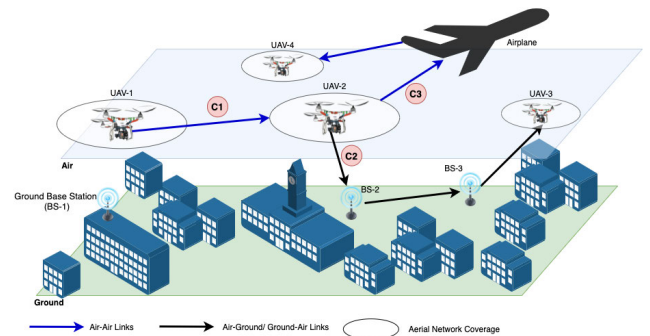 Airplane
UAV-4
UAV-1
UAV-2
UAV-3
C1
C3
C2
Air
BS-3
BS-2
Ground Base Station
(BS-1)
Ground
Air-Air Links
Air-Ground/ Ground-Air Links
Aerial Network Coverage